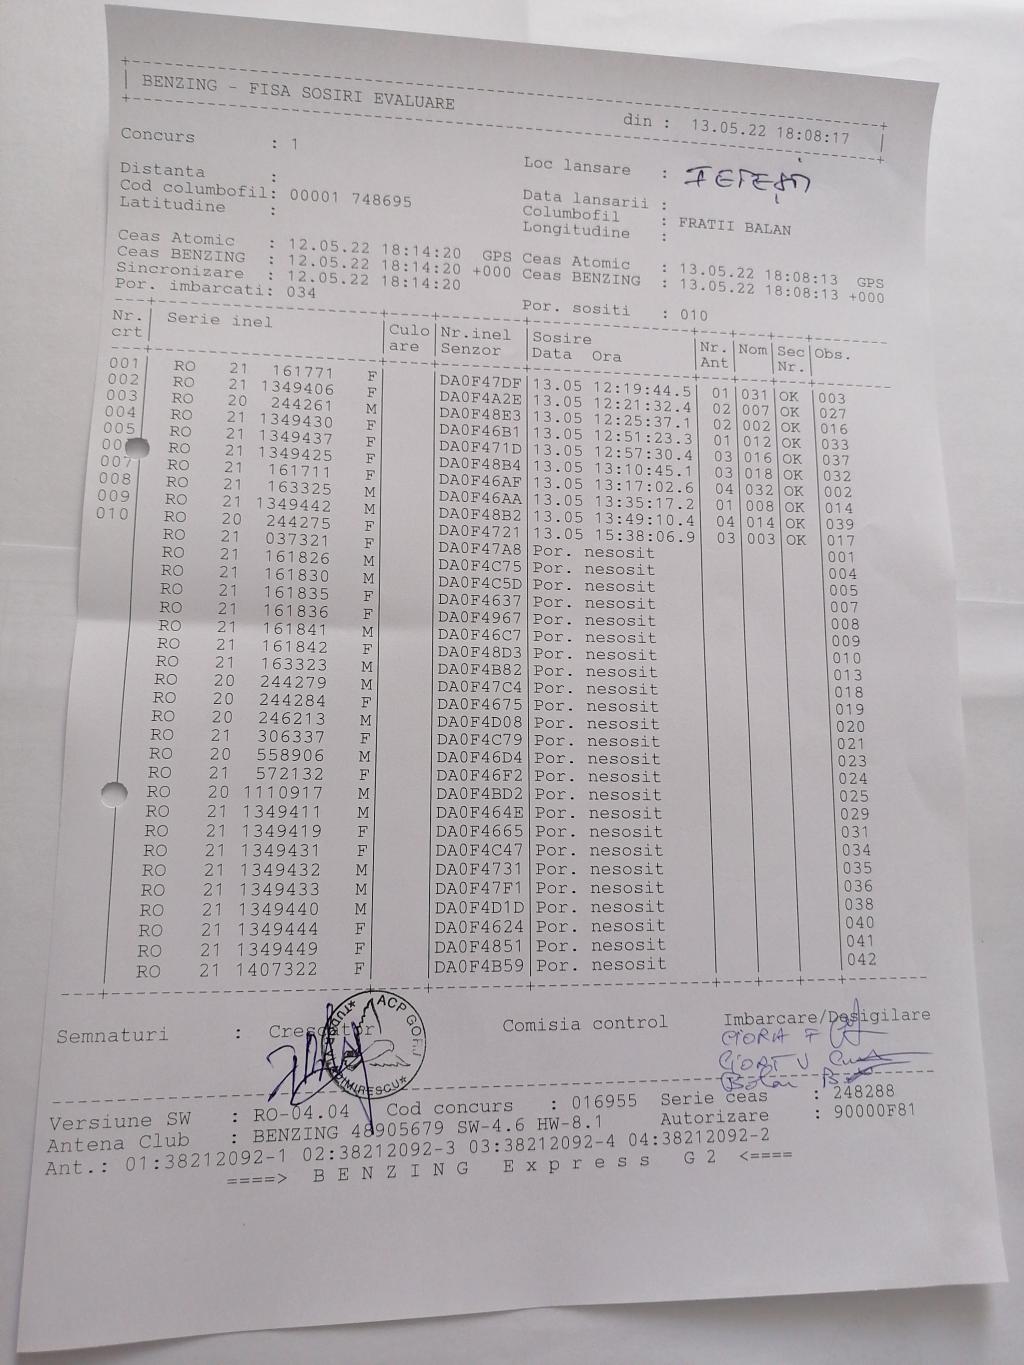 BENZING - FISA SOSIRI EVALUARE din : 13.05.22 18:08:17
Concurs : 1 Loc lansare :
Distanta : Data lansarii :
Cod columbofil: 00001 748695 Columbofil : FRATII BALAN
Latitudine : Longitudine :
Ceas Atomic : 12.05.22 18:14:20 GPS Ceas Atomic : 13.05.22 18:08:13 GPS
Ceas BENZING : 12.05.22 18:14:20 +000 Ceas BENZING : 13.05.22 18:08:13 +000
Sincronizare : 12.05.22 18:14:20
Por. imbarcati: 034 Por. sositi : 010
Nr. Serie inel Culo Nr.inel Sosire Nr. Nom Sec Obs.
crt are Senzor Data Ora Ant Nr.
001 RO 21 161771 F DA0F47DF 13.05 12:19:44.5 01 031 OK 003
002 RO 21 1349406 F DA0F4A2E 13.05 12:21:32.4 02 007 OK 027
003 RO 20 244261 M DA0F48E3 13.05 12:25:37.1 02 002 OK 016
004 RO 21 1349430 F DA0F46B1 13.05 12:51:23.3 01 012 OK 033
005 RO 21 1349437 F DA0F471D 13.05 12:57:30.4 03 016 OK 037
RO 21 1349425 F DA0F48B4 13.05 13:10:45.1 03 018 OK 032
007 RO 21 161711 F DA0F46AF 13.05 13:17:02.6 04 032 OK 002
008 RO 21 163325 M DA0F46AA 13.05 13:35:17.2 01 008 OK 014
009 RO 21 1349442 M DA0F48B2 13.05 13:49:10.4 04 014 OK 039
010 RO 20 244275 F DA0F4721 13.05 15:38:06.9 03 003 OK 017
RO 21 037321 F DA0F47A8 Por. nesosit 001
RO 21 161826 M DA0F4C75 Por. nesosit 004
RO 21 161830 M DA0F4C5D Por. nesosit 005
RO 21 161835 F DA0F4637 Por. nesosit 007
RO 21 161836 F DA0F4967 Por. nesosit 008
RO 21 161841 M DA0F46C7 Por. nesosit 009
RO 21 161842 F DA0F48D3 Por. nesosit 010
RO 21 163323 M DA0F4B82 Por. nesosit 013
RO 20 244279 M DA0F47C4 Por. nesosit 018
RO 20 244284 F DA0F4675 Por. nesosit 019
RO 20 246213 M DA0F4D08 Por. nesosit 020
RO 21 306337 F DA0F4C79 Por. nesosit 021
RO 20 558906 M DA0F46D4 Por. nesosit 023
RO 21 572132 F DA0F46F2 Por. nesosit 024
RO 20 1110917 M DA0F4BD2 Por. nesosit 025
RO 21 1349411 M DA0F464E Por. nesosit 029
RO 21 1349419 F DA0F4665 Por. nesosit 031
RO 21 1349431 F DA0F4C47 Por. nesosit 034
RO 21 1349432 M DA0F4731 Por. nesosit 035
RO 21 1349433 M DA0F47F1 Por. nesosit 036
RO 21 1349440 M DA0F4D1D Por. nesosit 038
RO 21 1349444 F DA0F4624 Por. nesosit 040
RO 21 1349449 F DA0F4851 Por. nesosit 041
RO 21 1407322 F DA0F4B59 Por. nesosit 042
Semnaturi : Crescator Comisia control Imbarcare/Desigilare
ACP GORJ
Versiune SW : RO-04.04 Cod concurs : 016955 Serie ceas : 248288
Antena Club : BENZING 48905679 SW-4.6 HW-8.1 Autorizare : 90000F81
Ant.: 01:38212092-1 02:38212092-3 03:38212092-4 04:38212092-2
====> B E N Z I N G E x p r e s s G 2 <====